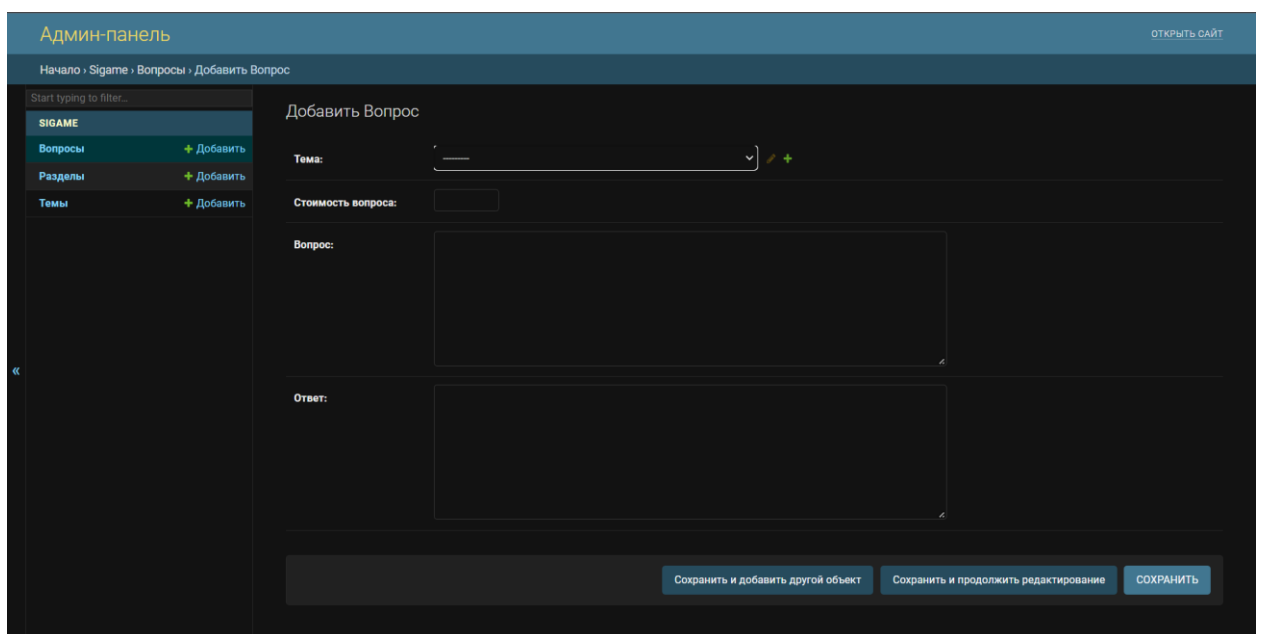 Админ-панель
ОТКРЫТЬ САЙТ
Начало › Sigame › Вопросы › Добавить Вопрос
Start typing to filter...
SIGAME
Вопросы + Добавить
Разделы + Добавить
Темы + Добавить
«
Добавить Вопрос
Тема:
Стоимость вопроса:
Вопрос:
Ответ:
Сохранить и добавить другой объект
Сохранить и продолжить редактирование
СОХРАНИТЬ